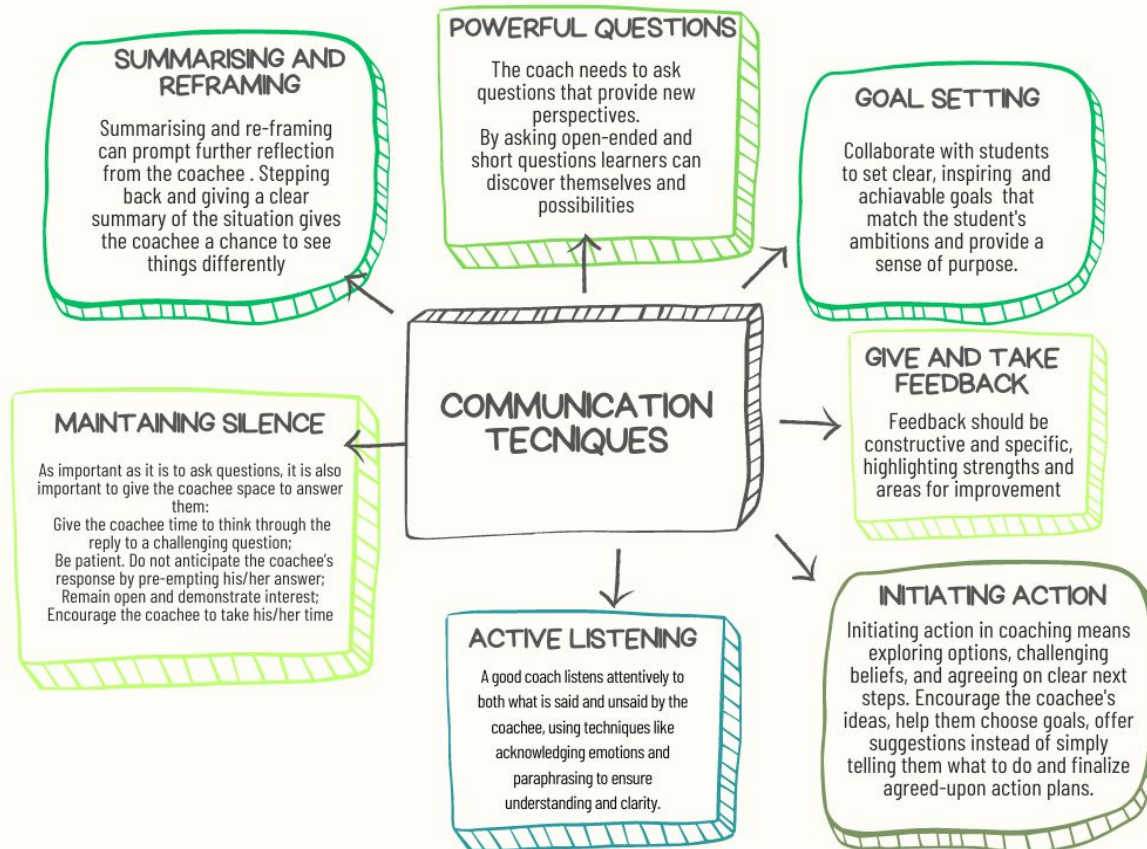 SUMMARISING AND
REFRAMING
Summarising and re-framing
can prompt further reflection
from the coachee . Stepping
back and giving a clear
summary of the situation gives
the coachee a chance to see
things differently
POWERFUL QUESTIONS
The coach needs to ask
questions that provide new
perspectives.
By asking open-ended and
short questions learners can
discover themselves and
possibilities
GOAL SETTING
Collaborate with students
to set clear, inspiring and
achiavable goals that
match the student's
ambitions and provide a
sense of purpose.
COMMUNICATION
TECNIQUES
GIVE AND TAKE
FEEDBACK
Feedback should be
constructive and specific,
highlighting strengths and
areas for improvement
MAINTAINING SILENCE
As important as it is to ask questions, it is also
important to give the coachee space to answer
them:
Give the coachee time to think through the
reply to a challenging question;
Be patient. Do not anticipate the coachee's
response by pre-empting his/her answer;
Remain open and demonstrate interest;
Encourage the coachee to take his/her time
ACTIVE LISTENING
A good coach listens attentively to
both what is said and unsaid by the
coachee, using techniques like
acknowledging emotions and
paraphrasing to ensure
understanding and clarity.
INITIATING ACTION
Initiating action in coaching means
exploring options, challenging
beliefs, and agreeing on clear next
steps. Encourage the coachee's
ideas, help them choose goals, offer
suggestions instead of simply
telling them what to do and finalize
agreed-upon action plans.